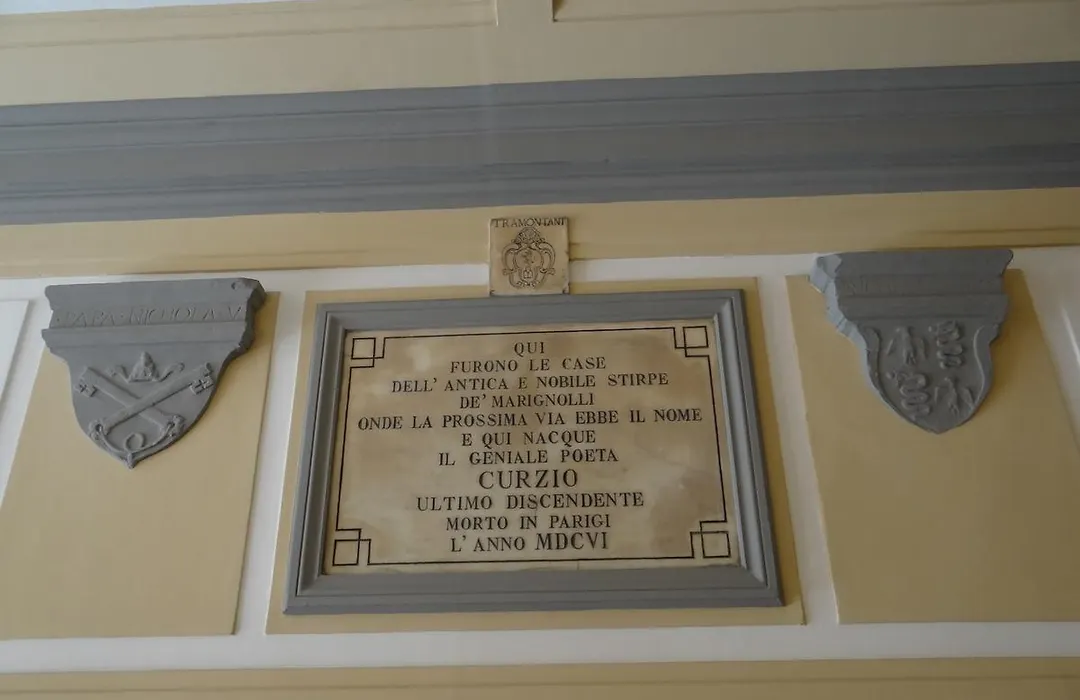 TRAMONTANI
PAPA NICHOLA V
QUI
FURONO LE CASE
DELL' ANTICA E NOBILE STIRPE
DE' MARIGNOLLI
ONDE LA PROSSIMA VIA EBBE IL NOME
E QUI NACQUE
IL GENIALE POETA
CURZIO
ULTIMO DISCENDENTE
MORTO IN PARIGI
L' ANNO MDCVI